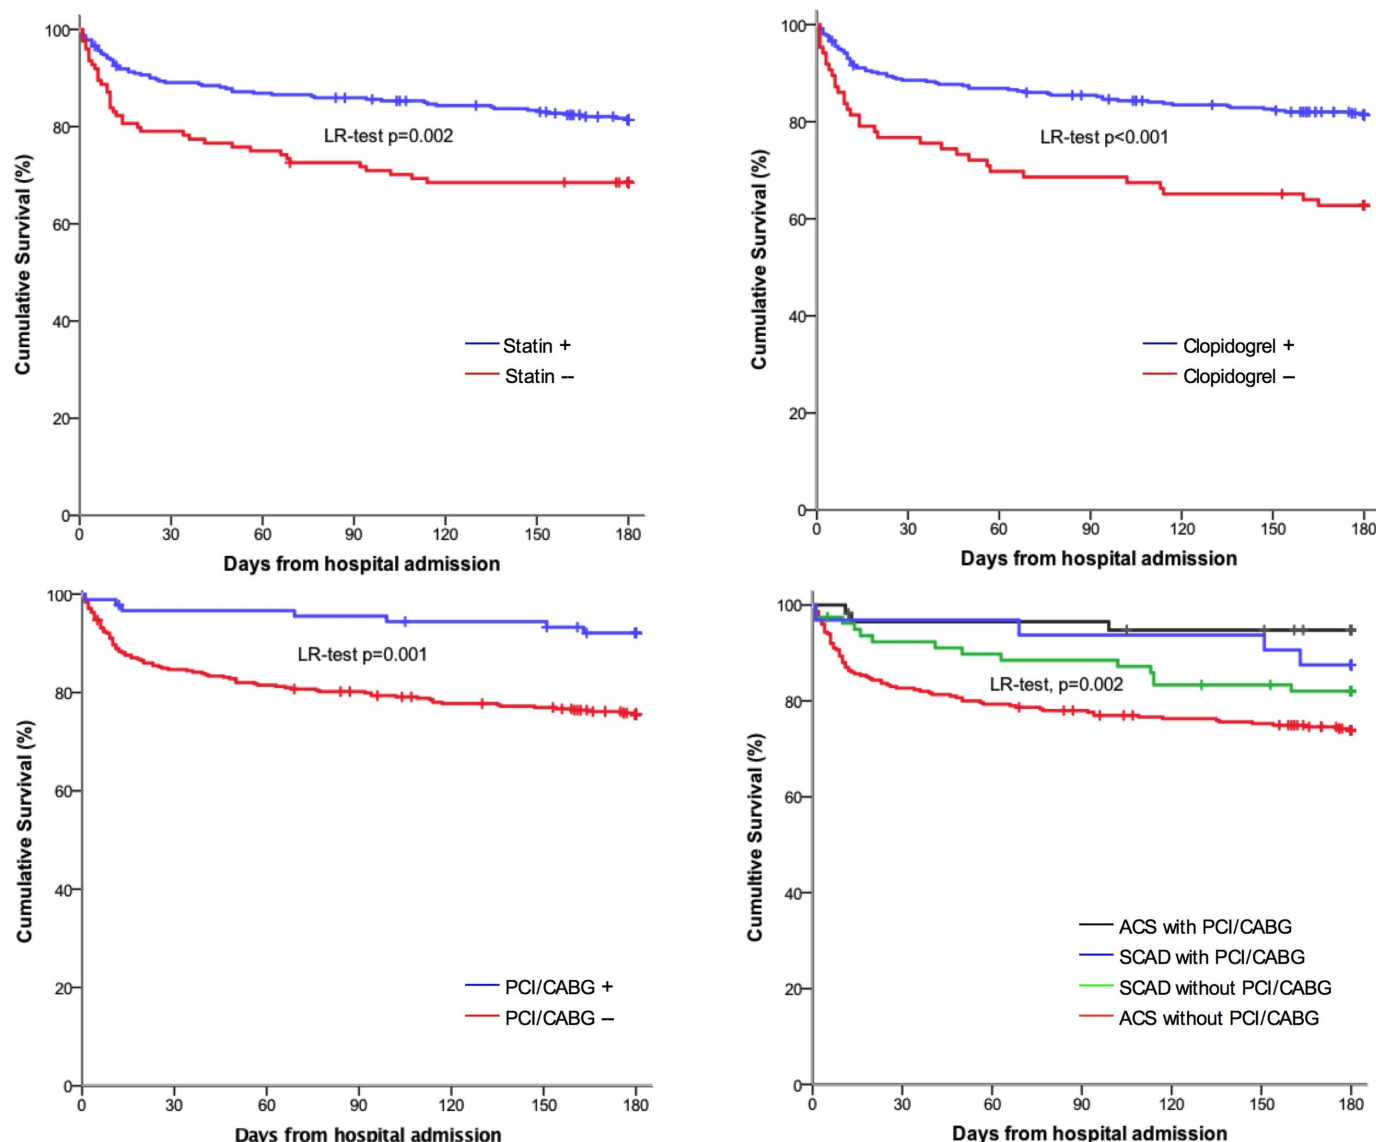 100
80
60
40
20
0
Cumulative Survival (%)
LR-test p=0.002
Statin +
Statin –
0 30 60 90 120 150 180
Days from hospital admission
100
80
60
40
20
0
Cumulative Survival (%)
LR-test p<0.001
Clopidogrel +
Clopidogrel –
0 30 60 90 120 150 180
Days from hospital admission
100
80
60
40
20
0
Cumulative Survival (%)
LR-test p=0.001
PCI/CABG +
PCI/CABG –
0 30 60 90 120 150 180
Days from hospital admission
100
80
60
40
20
0
Cumultive Survival (%)
LR-test, p=0.002
ACS with PCI/CABG
SCAD with PCI/CABG
SCAD without PCI/CABG
ACS without PCI/CABG
0 30 60 90 120 150 180
Days from hospital admission